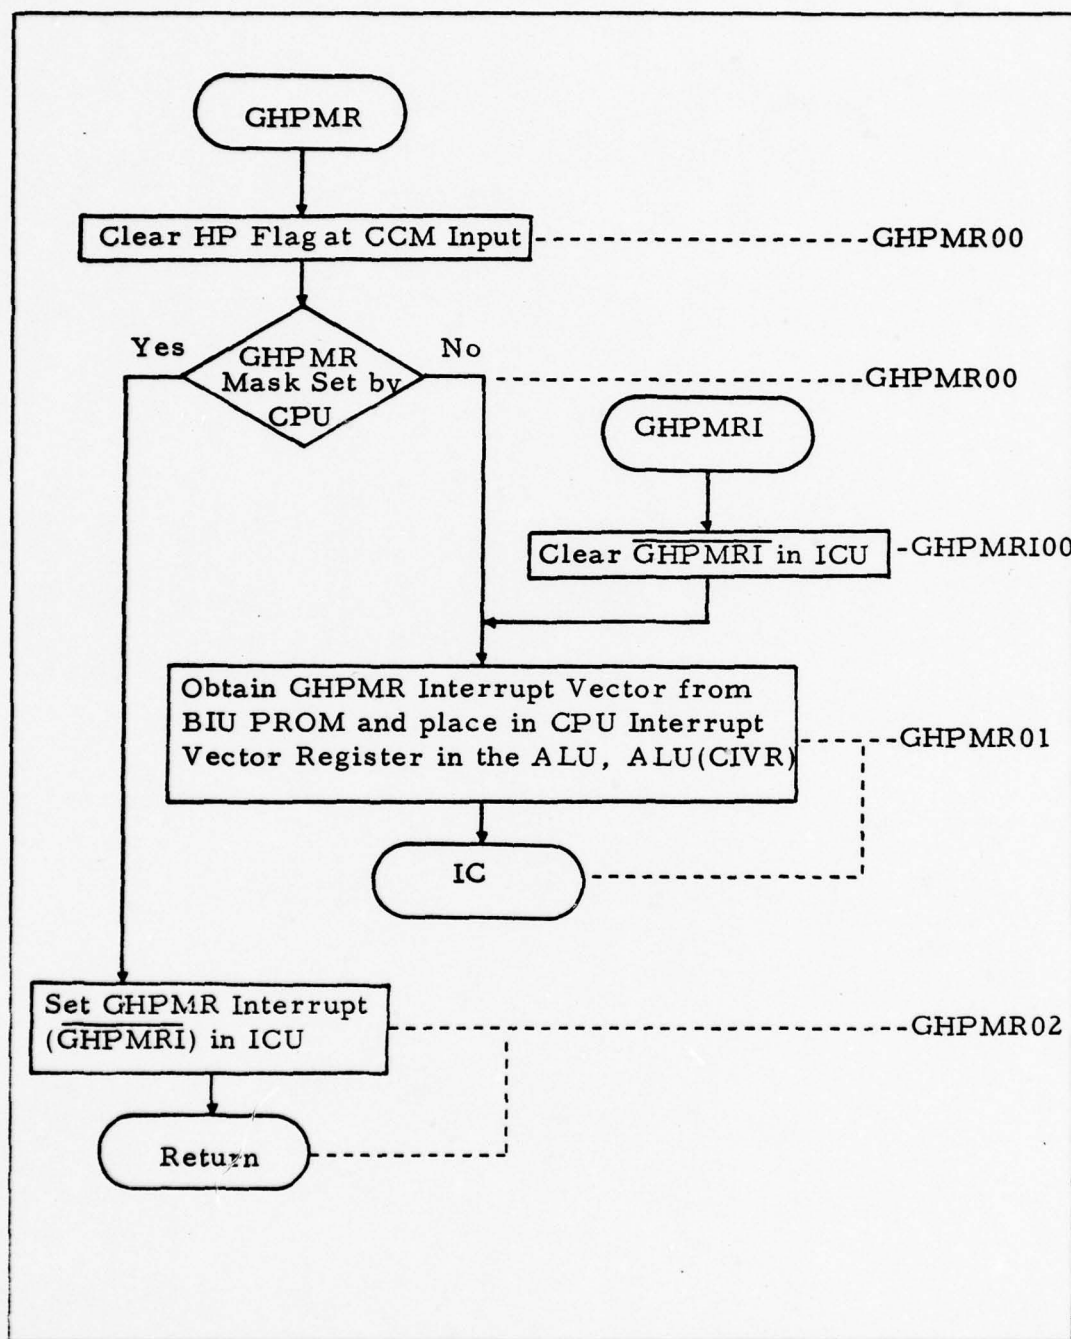 GHPMR
Clear HP Flag at CCM Input
GHPMR00
Yes
No
GHPMR
Mask Set by
CPU
GHPMR00
GHPMRI
Clear G̅H̅P̅M̅R̅I̅ in ICU
GHPMRI00
Obtain GHPMR Interrupt Vector from
BIU PROM and place in CPU Interrupt
Vector Register in the ALU, ALU(CIVR)
GHPMR01
IC
Set GHPMR Interrupt
(G̅H̅P̅M̅R̅I̅) in ICU
GHPMR02
Return